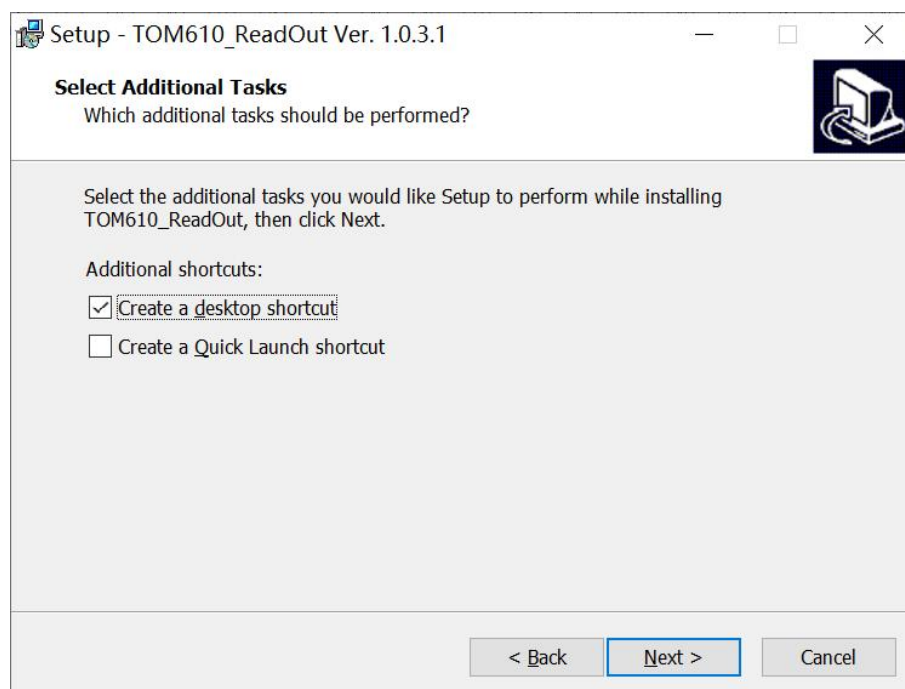 Setup - TOM610_ReadOut Ver. 1.0.3.1
Select Additional Tasks
Which additional tasks should be performed?
Select the additional tasks you would like Setup to perform while installing
TOM610_ReadOut, then click Next.
Additional shortcuts:
Create a desktop shortcut
Create a Quick Launch shortcut
< Back
Next >
Cancel